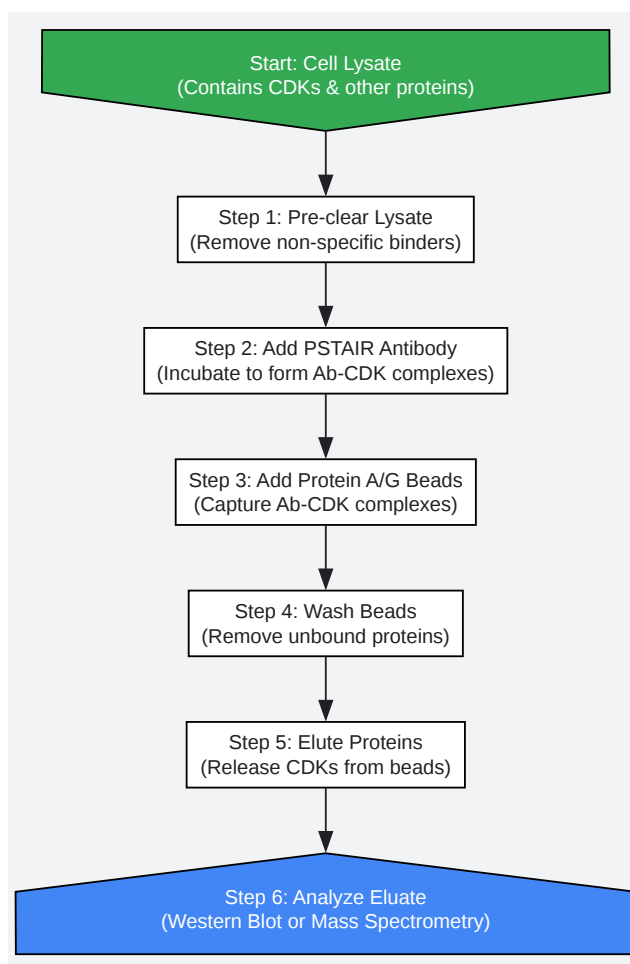 Start: Cell Lysate
(Contains CDKs & other proteins)
Step 1: Pre-clear Lysate
(Remove non-specific binders)
Step 2: Add PSTAIR Antibody
(Incubate to form Ab-CDK complexes)
Step 3: Add Protein A/G Beads
(Capture Ab-CDK complexes)
Step 4: Wash Beads
(Remove unbound proteins)
Step 5: Elute Proteins
(Release CDKs from beads)
Step 6: Analyze Eluate
(Western Blot or Mass Spectrometry)